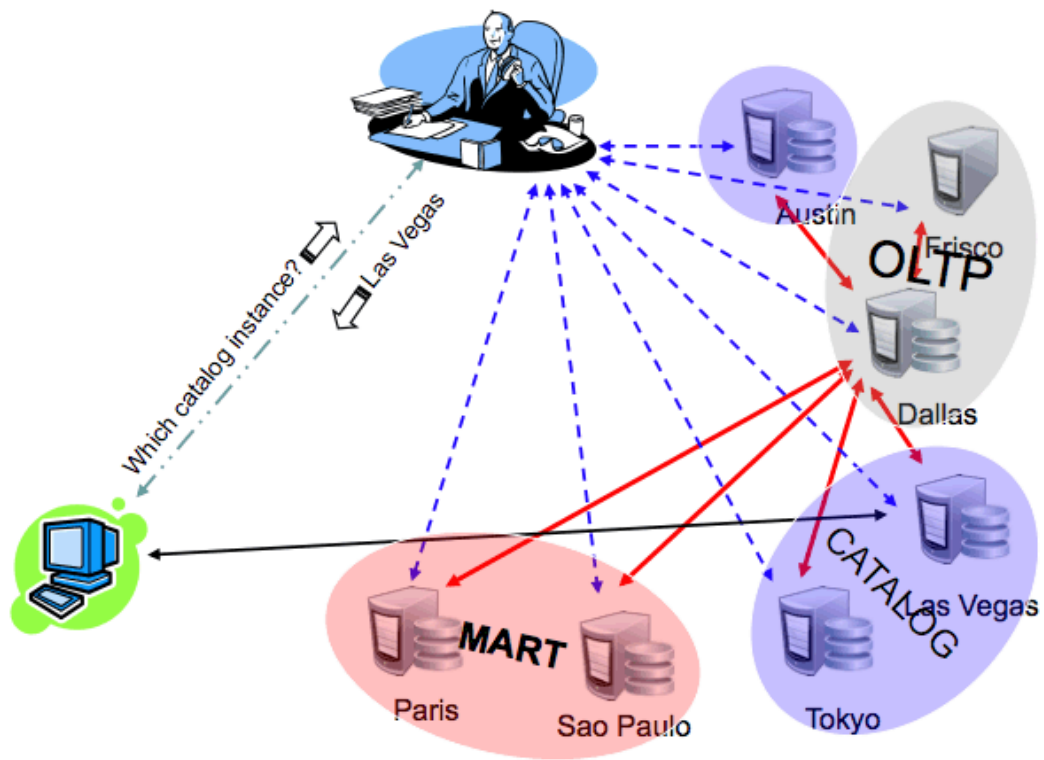 Which catalog instance?
Las Vegas
Austin
Frisco
OLTP
Dallas
CATALOG
Las Vegas
MART
Paris
Sao Paulo
Tokyo